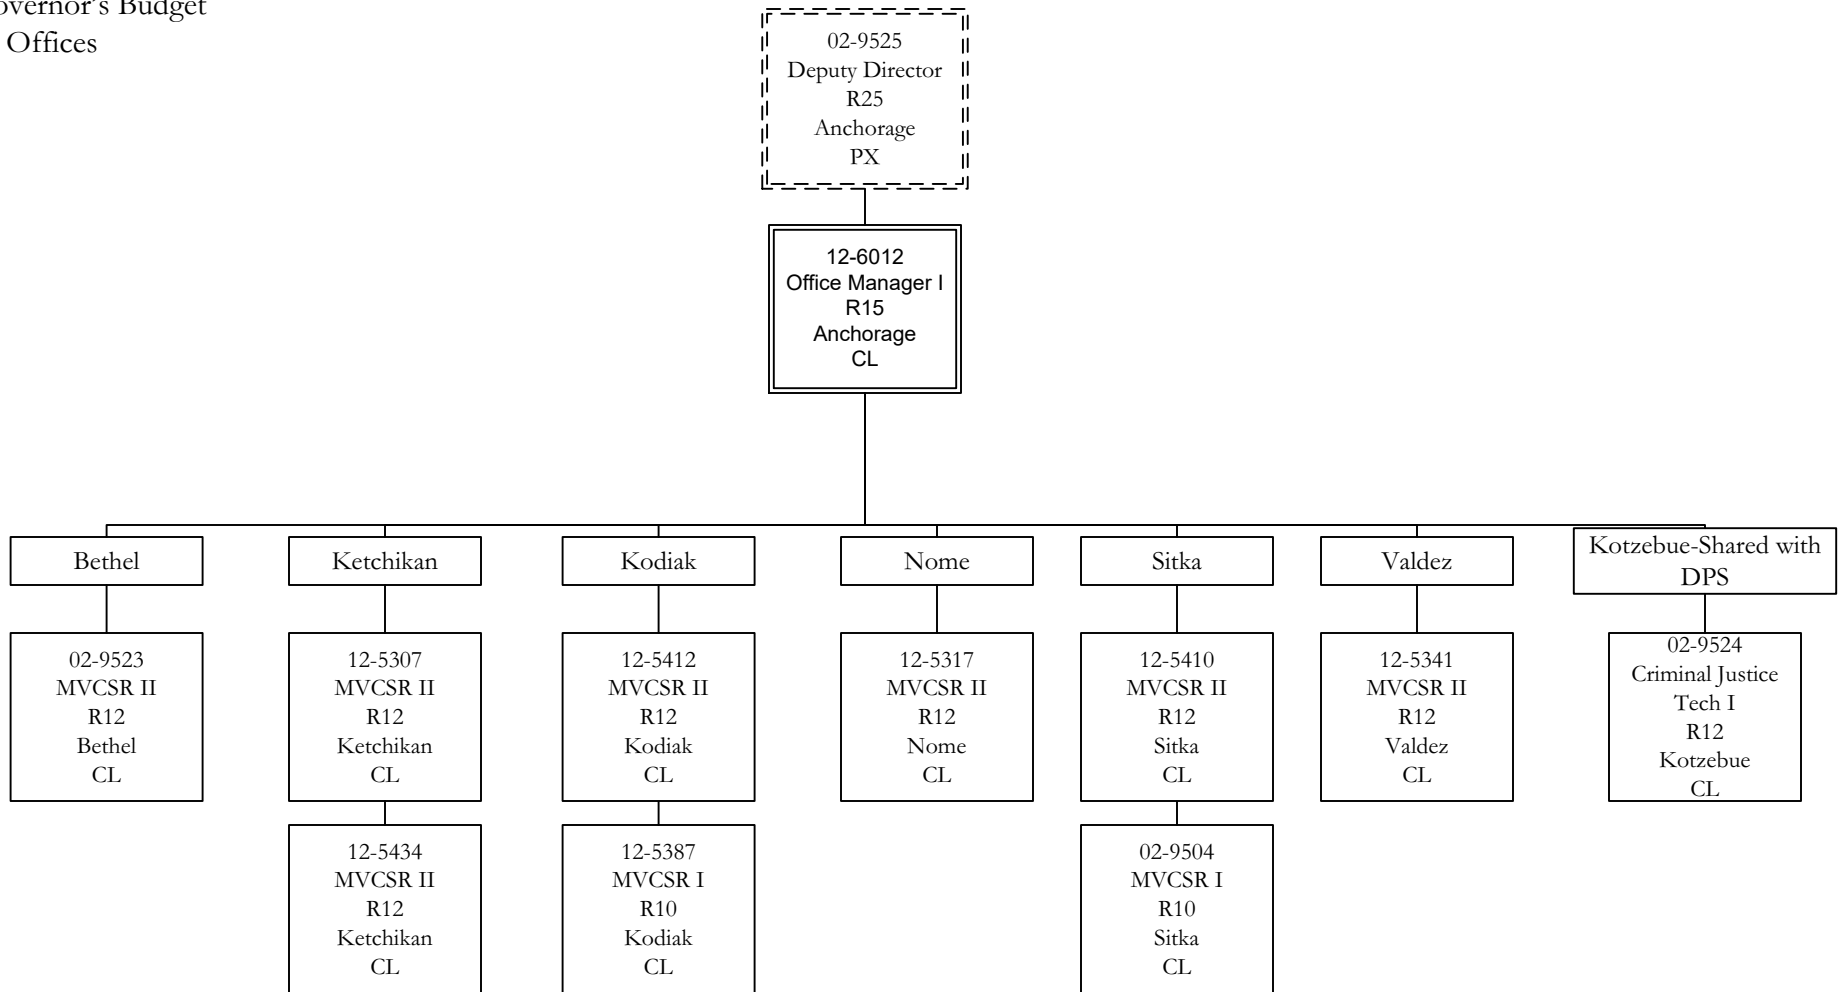 Budget
Offices
02-9525
Deputy Director
R25
Anchorage
PX
12-6012
Office Manager I
R15
Anchorage
CL
Bethel
Ketchikan
Kodiak
Nome
Sitka
Valdez
Kotzebue-Shared with
DPS
02-9523
MVCSR II
R12
Bethel
CL
12-5307
MVCSR II
R12
Ketchikan
CL
12-5434
MVCSR II
R12
Ketchikan
CL
12-5412
MVCSR II
R12
Kodiak
CL
12-5387
MVCSR I
R10
Kodiak
CL
12-5317
MVCSR II
R12
Nome
CL
12-5410
MVCSR II
R12
Sitka
CL
02-9504
MVCSR I
R10
Sitka
CL
12-5341
MVCSR II
R12
Valdez
CL
02-9524
Criminal Justice
Tech I
R12
Kotzebue
CL